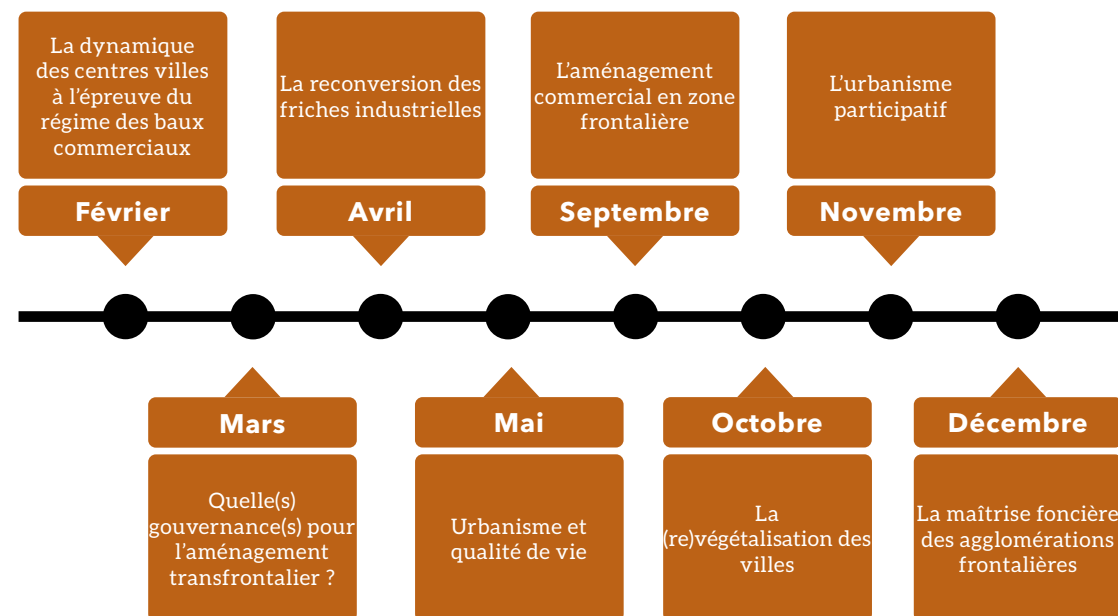 La dynamique
des centres villes
à l'épreuve du
régime des baux
commerciaux
Février
La reconversion des
friches industrielles
Avril
L'aménagement
commercial en zone
frontalière
Septembre
L'urbanisme
participatif
Novembre
Mars
Quelle(s)
gouvernance(s) pour
l'aménagement
transfrontalier ?
Mai
Urbanisme et
qualité de vie
Octobre
La
(re)végétalisation des
villes
Décembre
La maîtrise foncière
des agglomérations
frontalières